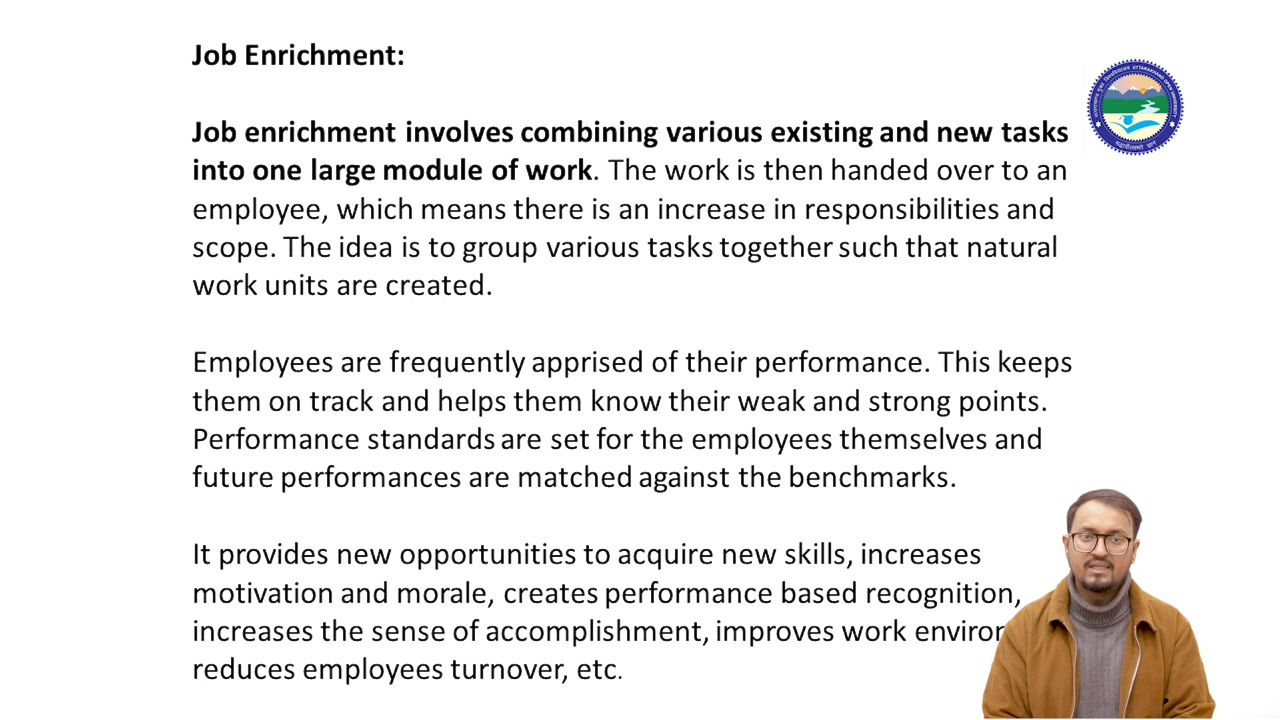 Job Enrichment:
Job enrichment involves combining various existing and new tasks
into one large module of work. The work is then handed over to an
employee, which means there is an increase in responsibilities and
scope. The idea is to group various tasks together such that natural
work units are created.
Employees are frequently apprised of their performance. This keeps
them on track and helps them know their weak and strong points.
Performance standards are set for the employees themselves and
future performances are matched against the benchmarks.
It provides new opportunities to acquire new skills, increases
motivation and morale, creates performance based recognition,
increases the sense of accomplishment, improves work
reduces employees turnover, etc.
UTTARAKHAND OPEN UNIVERSITY